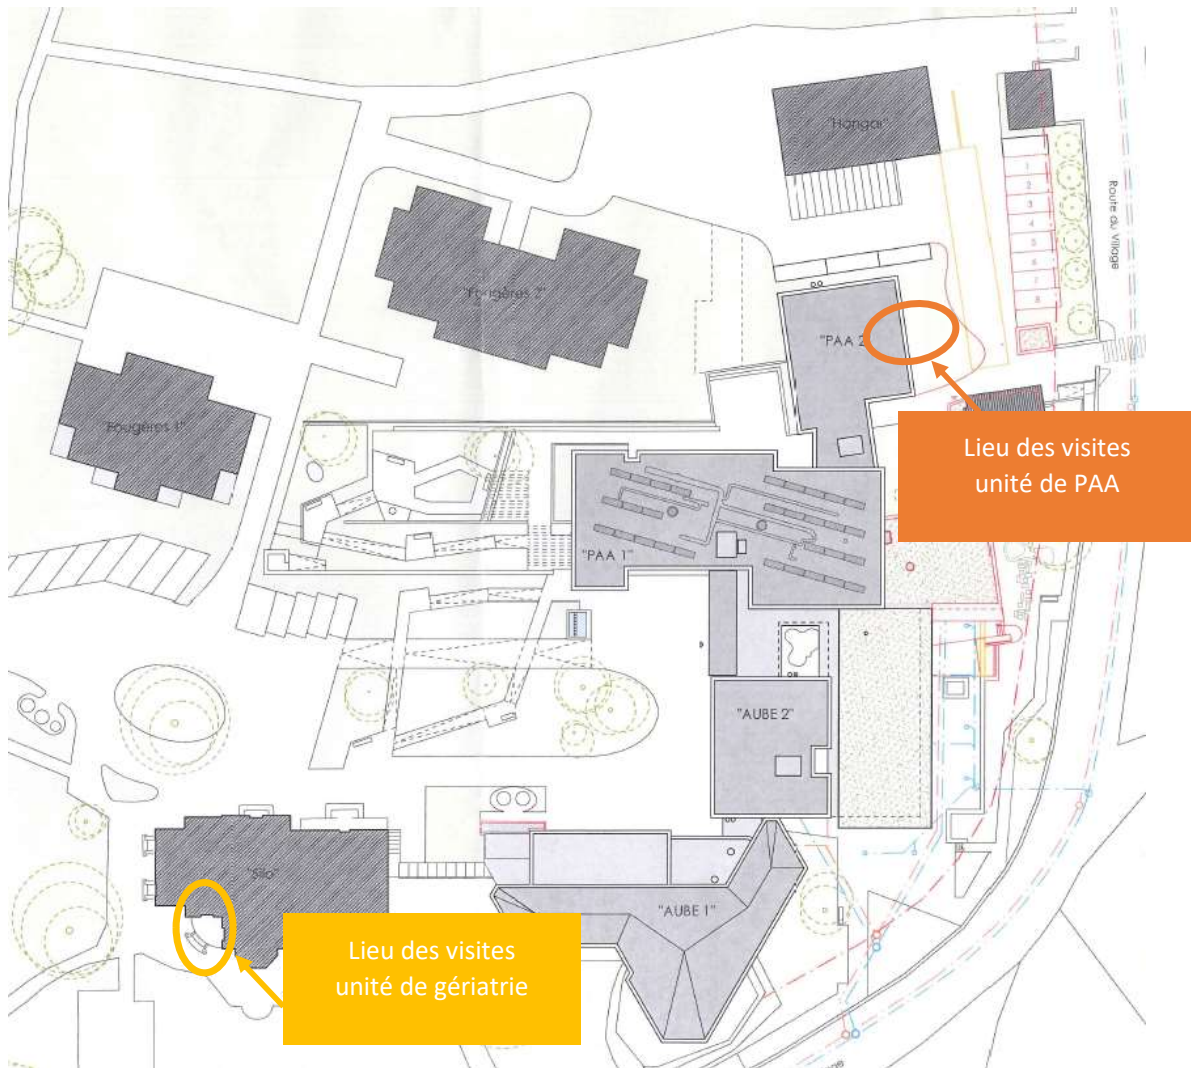 "Hangar"
1
2
3
4
5
6
7
8
Route du Village
"Fougères 2"
"PAA 2
"Fougères 1"
Lieu des visites
unité de PAA
"PAA 1"
"AUBE 2"
"Silo"
"AUBE 1"
Lieu des visites
unité de gériatrie